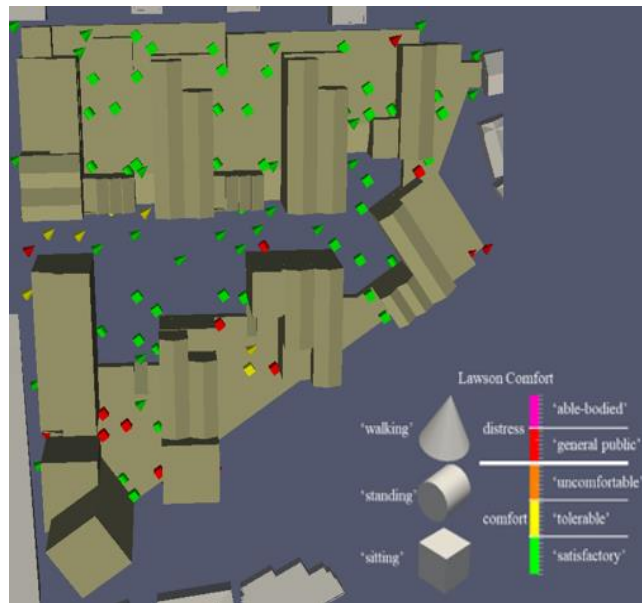 Lawson Comfort
'able-bodied'
'walking' distress
'general public'
'uncomfortable'
'standing'
comfort 'tolerable'
'sitting' 'satisfactory'